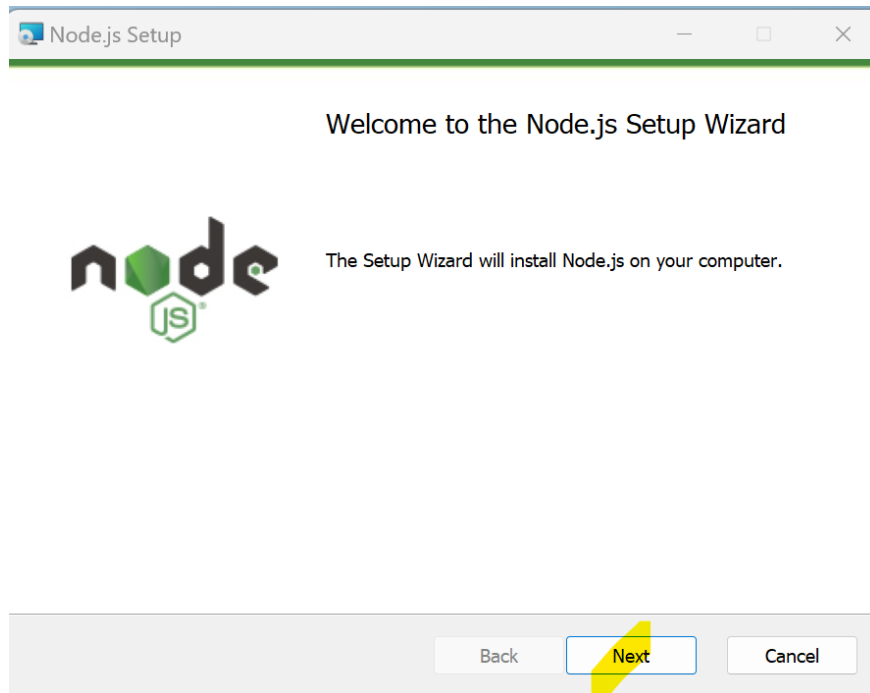 Node.js Setup
Welcome to the Node.js Setup Wizard
node
JS®
The Setup Wizard will install Node.js on your computer.
Back
Next
Cancel